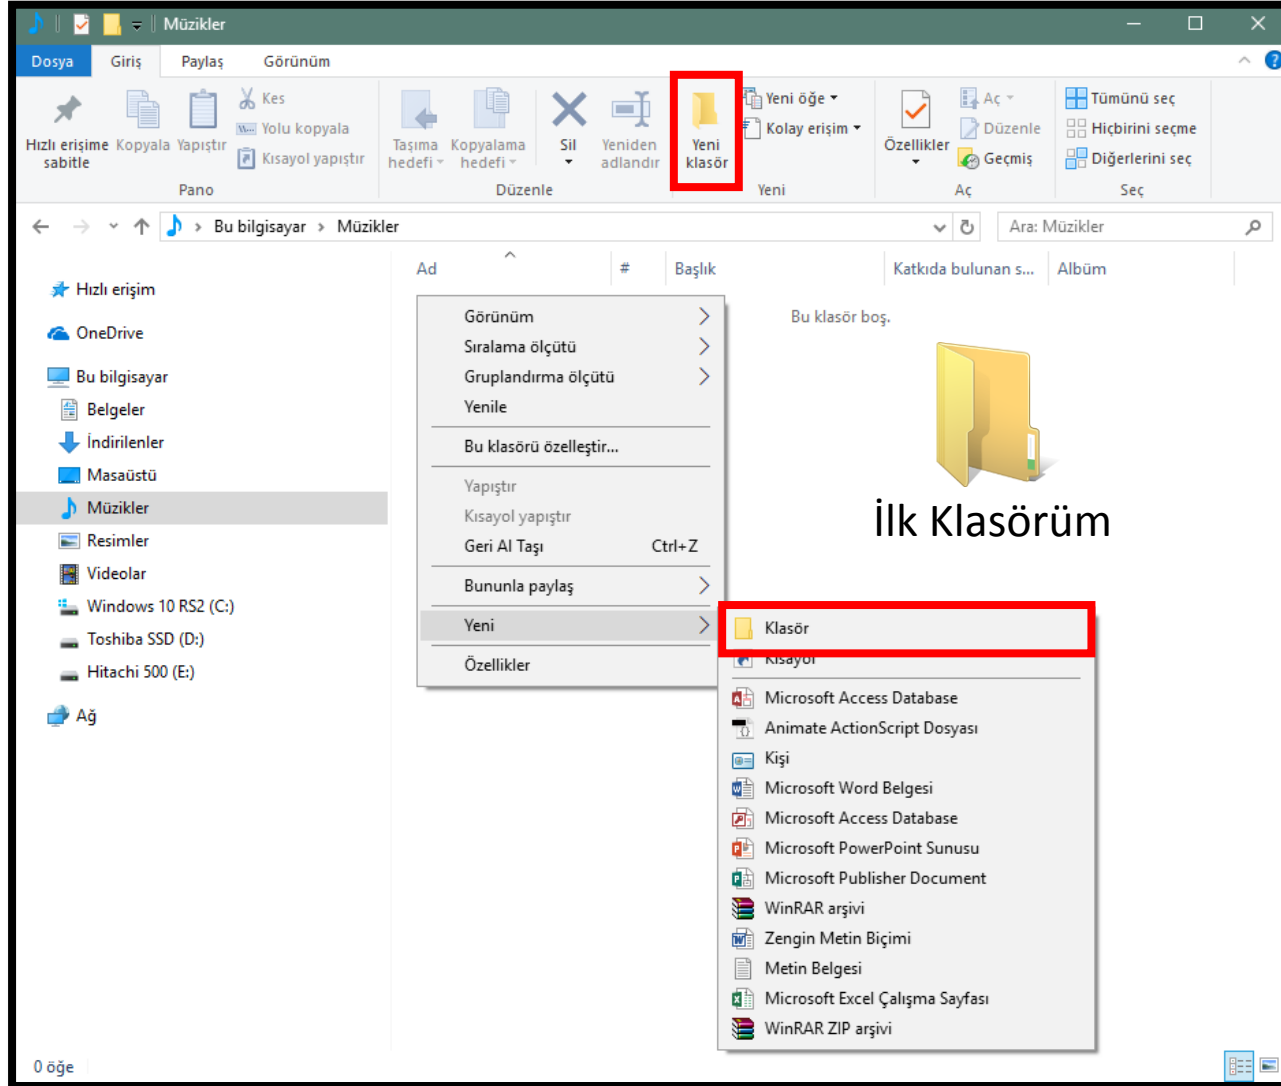 Müzikler
Dosya Giriş Paylaş Görünüm
Hızlı erişime sabitle
Kopyala
Yapıştır
Kes
Yolu kopyala
Kısayol yapıştır
Pano
Taşıma hedefi
Kopyalama hedefi
Sil
Yeniden adlandır
Düzenle
Yeni klasör
Yeni öğe
Kolay erişim
Yeni
Özellikler
Aç
Düzenle
Geçmiş
Aç
Tümünü seç
Hiçbirini seçme
Diğerlerini seç
Seç
Bu bilgisayar > Müzikler
Ara: Müzikler
Ad # Başlık Katkıda bulunan s... Albüm
Bu klasör boş.
Hızlı erişim
OneDrive
Bu bilgisayar
Belgeler
İndirilenler
Masaüstü
Müzikler
Resimler
Videolar
Windows 10 RS2 (C:)
Toshiba SSD (D:)
Hitachi 500 (E:)
Ağ
Görünüm
Sıralama ölçütü
Gruplandırma ölçütü
Yenile
Bu klasörü özelleştir...
Yapıştır
Kısayol yapıştır
Geri Al Taşı Ctrl+Z
Bununla paylaş
Yeni
Özellikler
İlk Klasörüm
Klasör
Kısayol
Microsoft Access Database
Animate ActionScript Dosyası
Kişi
Microsoft Word Belgesi
Microsoft Access Database
Microsoft PowerPoint Sunusu
Microsoft Publisher Document
WinRAR arşivi
Zengin Metin Biçimi
Metin Belgesi
Microsoft Excel Çalışma Sayfası
WinRAR ZIP arşivi
0 öğe